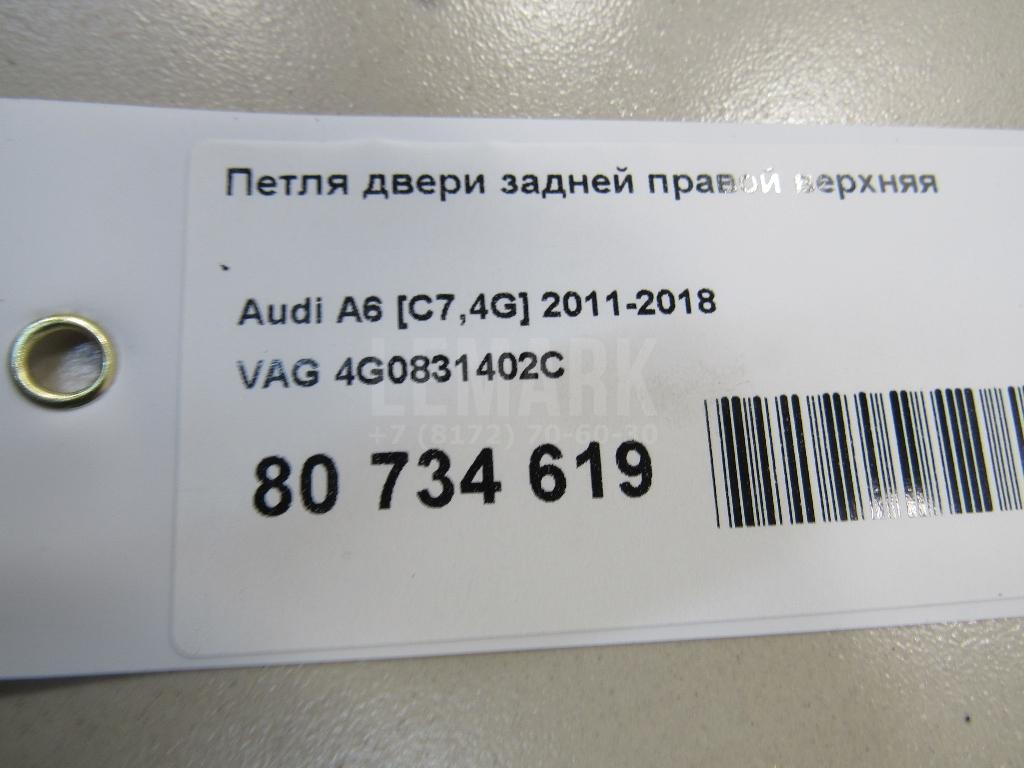 Петля двери задней правой верхняя
Audi A6 [C7,4G] 2011-2018
VAG 4G0831402C
LEMARK
+7 (8172) 70-60-30
80 734 619